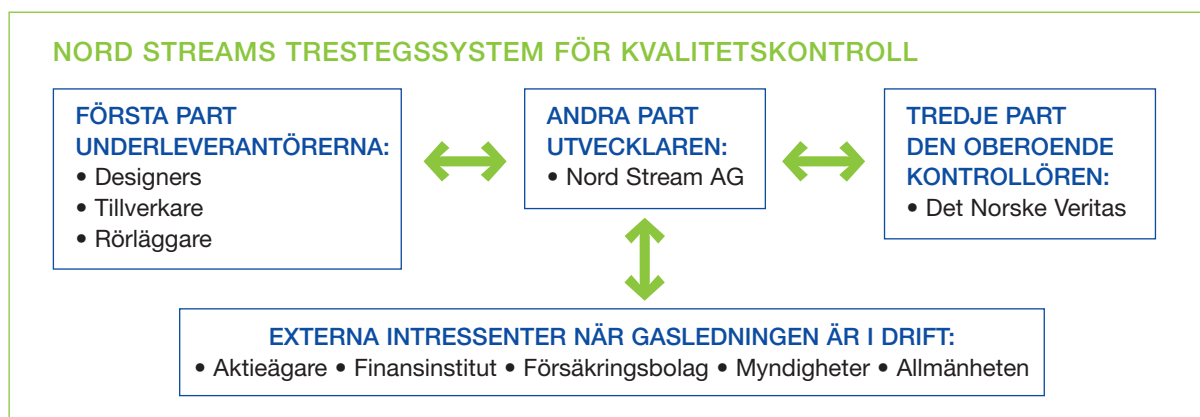 NORD STREAMS TRESTEGSSYSTEM FÖR KVALITETSKONTROLL
FÖRSTA PART
UNDERLEVERANTÖRERNA:
• Designers
• Tillverkare
• Rörläggare
ANDRA PART
UTVECKLAREN:
• Nord Stream AG
TREDJE PART
DEN OBEROENDE
KONTROLLÖREN:
• Det Norske Veritas
EXTERNA INTRESSENTER NÄR GASLEDNINGEN ÄR I DRIFT:
• Aktieägare • Finansinstitut • Försäkringsbolag • Myndigheter • Allmänheten